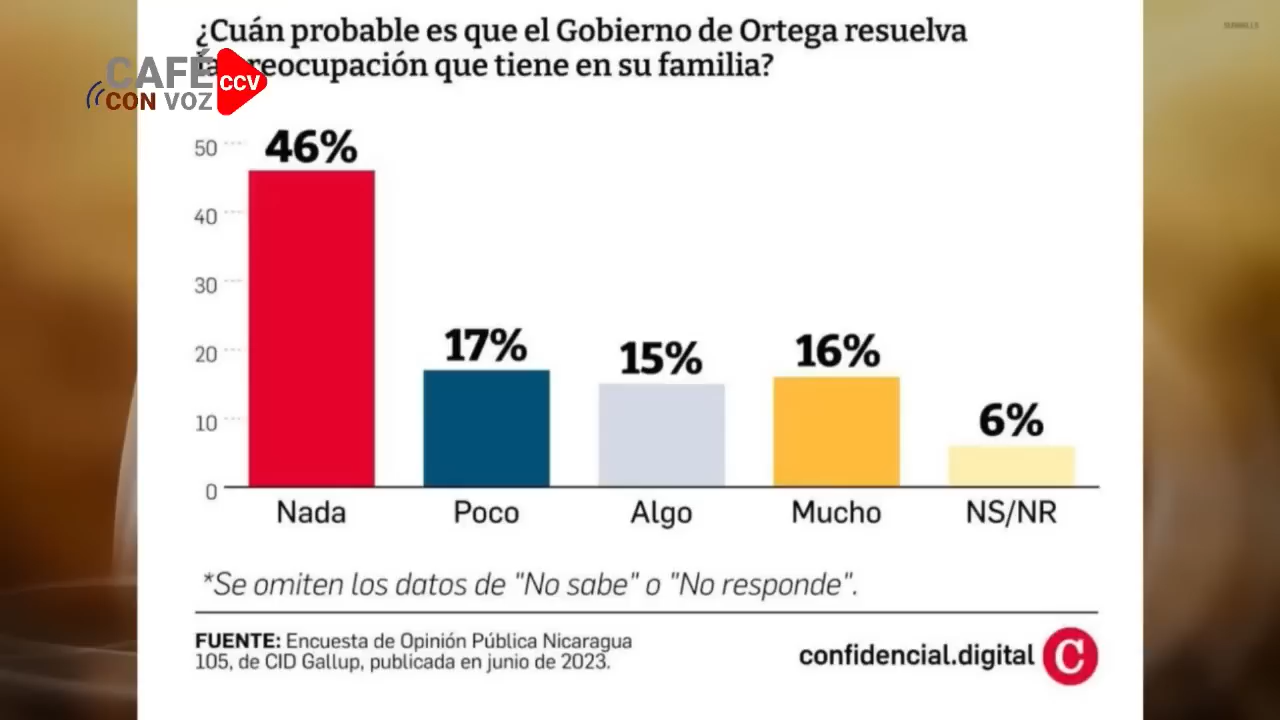 ¿Cuán probable es que el Gobierno de Ortega resuelva
preocupación que tiene en su familia?
CAFÉ
CON VOZ
CCV
50
46%
40
30
20
10
0
17%
15%
16%
6%
Nada
Poco
Algo
Mucho
NS/NR
*Se omiten los datos de "No sabe" o "No responde".
FUENTE: Encuesta de Opinión Pública Nicaragua
105, de CID Gallup, publicada en junio de 2023.
confidencial.digital
C